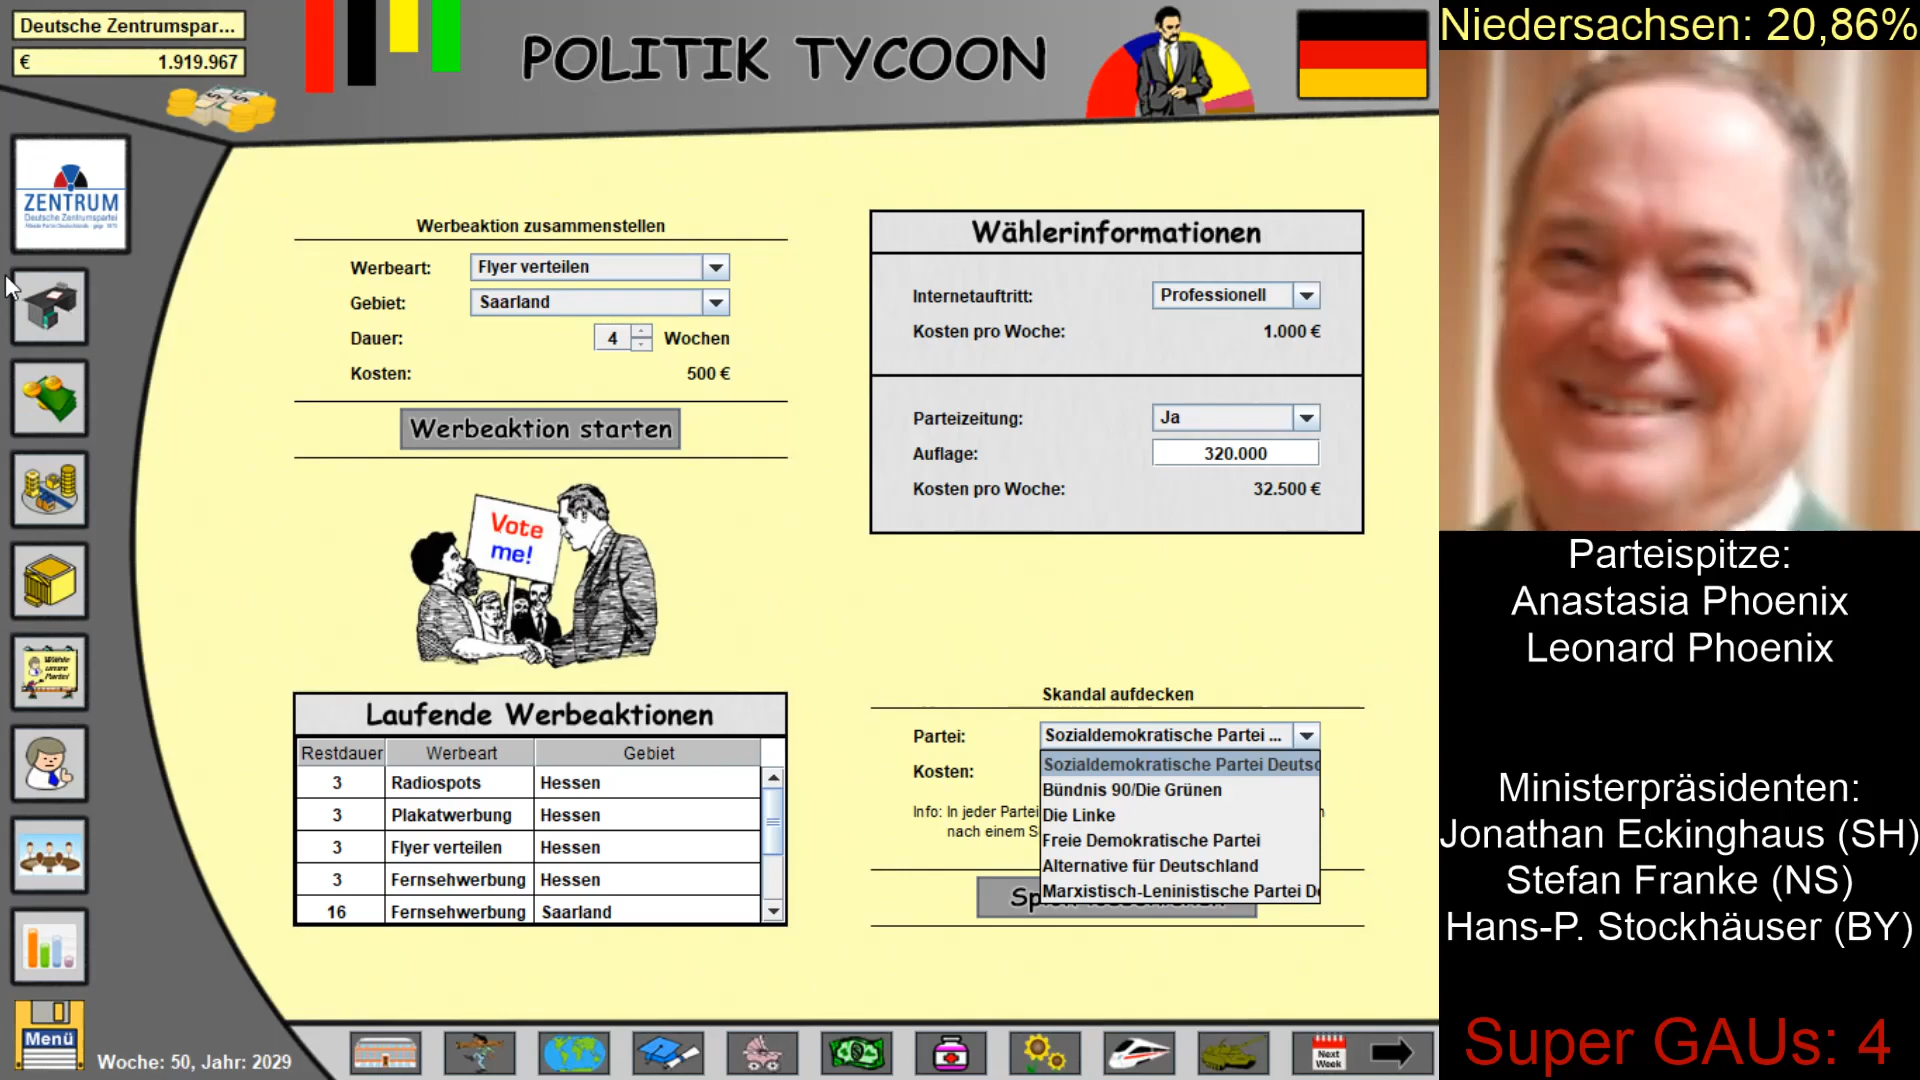 Deutsche Zentrumspar...
€ 1.919.967
POLITIK TYCOON
Niedersachsen: 20,86%
ZENTRUM
Deutsche Zentrumspartei
Werbeaktion zusammenstellen
Werbeart: Flyer verteilen
Gebiet: Saarland
Dauer: 4 Wochen
Kosten: 500 €
Werbeaktion starten
Vote
me!
Laufende Werbeaktionen
Restdauer Werbeart Gebiet
3 Radiospots Hessen
3 Plakatwerbung Hessen
3 Flyer verteilen Hessen
3 Fernsehwerbung Hessen
16 Fernsehwerbung Saarland
Wählerinformationen
Internetauftritt: Professionell
Kosten pro Woche: 1.000 €
Parteizeitung: Ja
Auflage: 320.000
Kosten pro Woche: 32.500 €
Skandal aufdecken
Partei: Sozialdemokratische Partei ...
Kosten:
Sozialdemokratische Partei Deutsc
Bündnis 90/Die Grünen
Die Linke
Freie Demokratische Partei
Alternative für Deutschland
Marxistisch-Leninistische Partei De
Info: In jeder Partei
nach einem S
Sp
Wähle
unsre
Partei
Menü
Woche: 50, Jahr: 2029
Next
Week
Parteispitze:
Anastasia Phoenix
Leonard Phoenix
Ministerpräsidenten:
Jonathan Eckinghaus (SH)
Stefan Franke (NS)
Hans-P. Stockhäuser (BY)
Super GAUs: 4